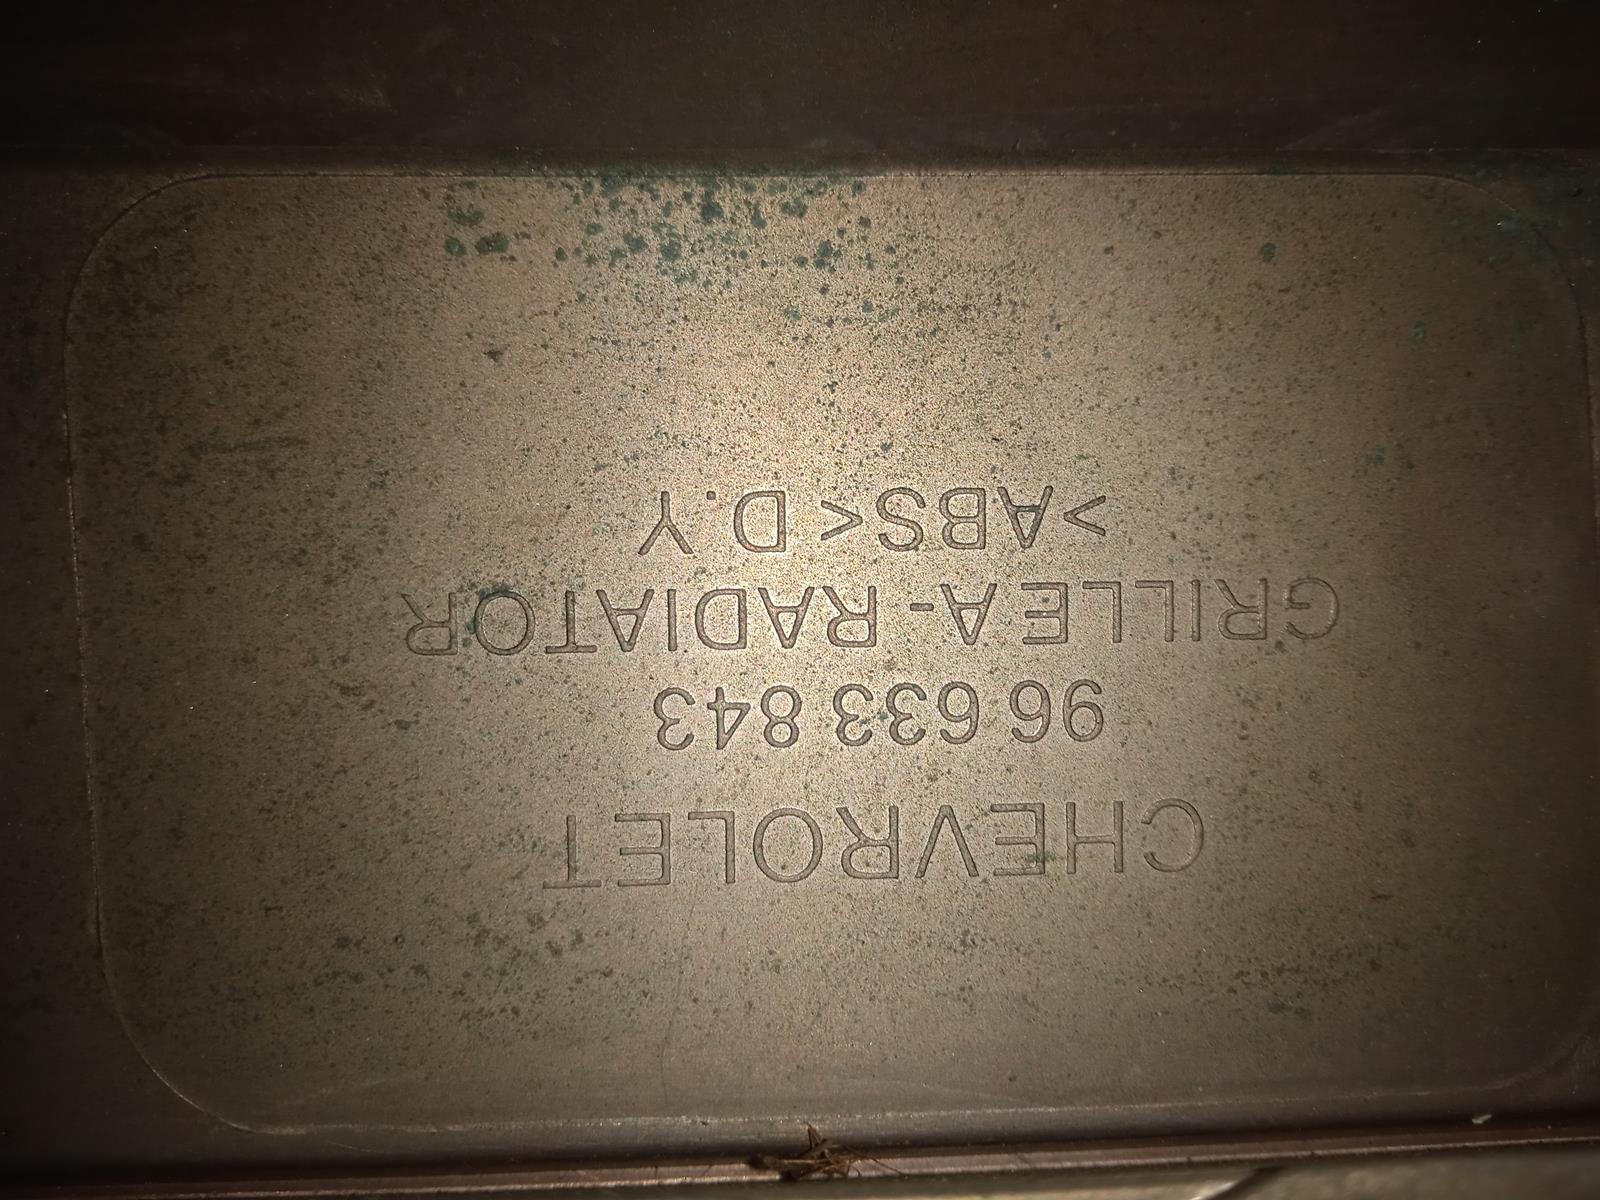 CHEVROLET
96 633 843
GRILLE A - RADIATOR
>ABS< D.Y